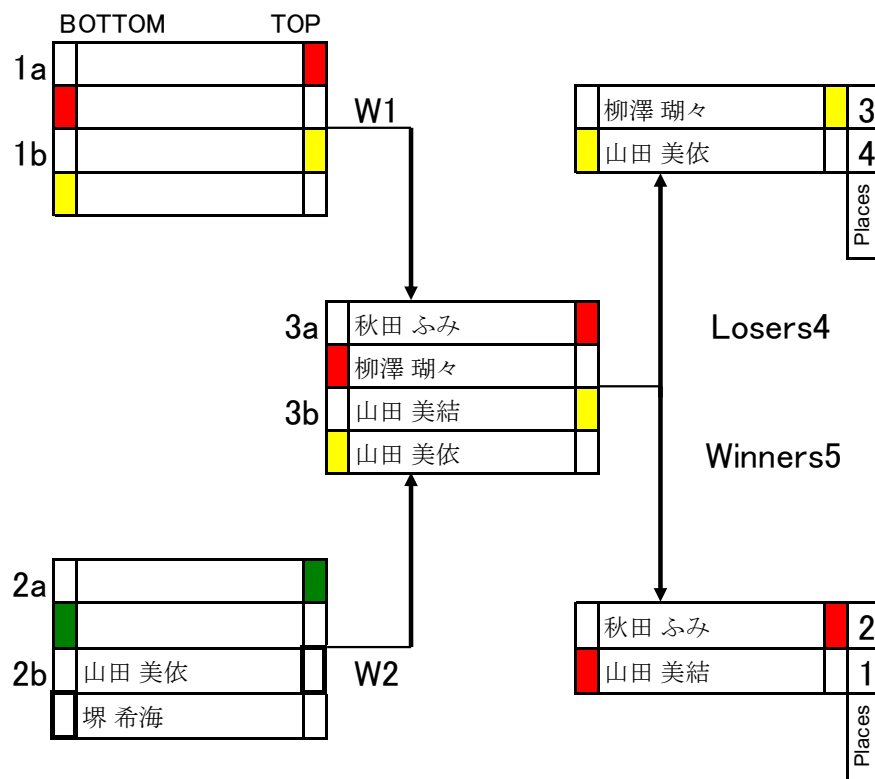 BOTTOM TOP
1a
W1
1b
柳澤 瑚々 3
山田 美依 4
Places
3a 秋田 ふみ
柳澤 瑚々
3b 山田 美結
山田 美依
Losers4
Winners5
2a
2b 山田 美依
W2
堺 希海
秋田 ふみ 2
山田 美結 1
Places